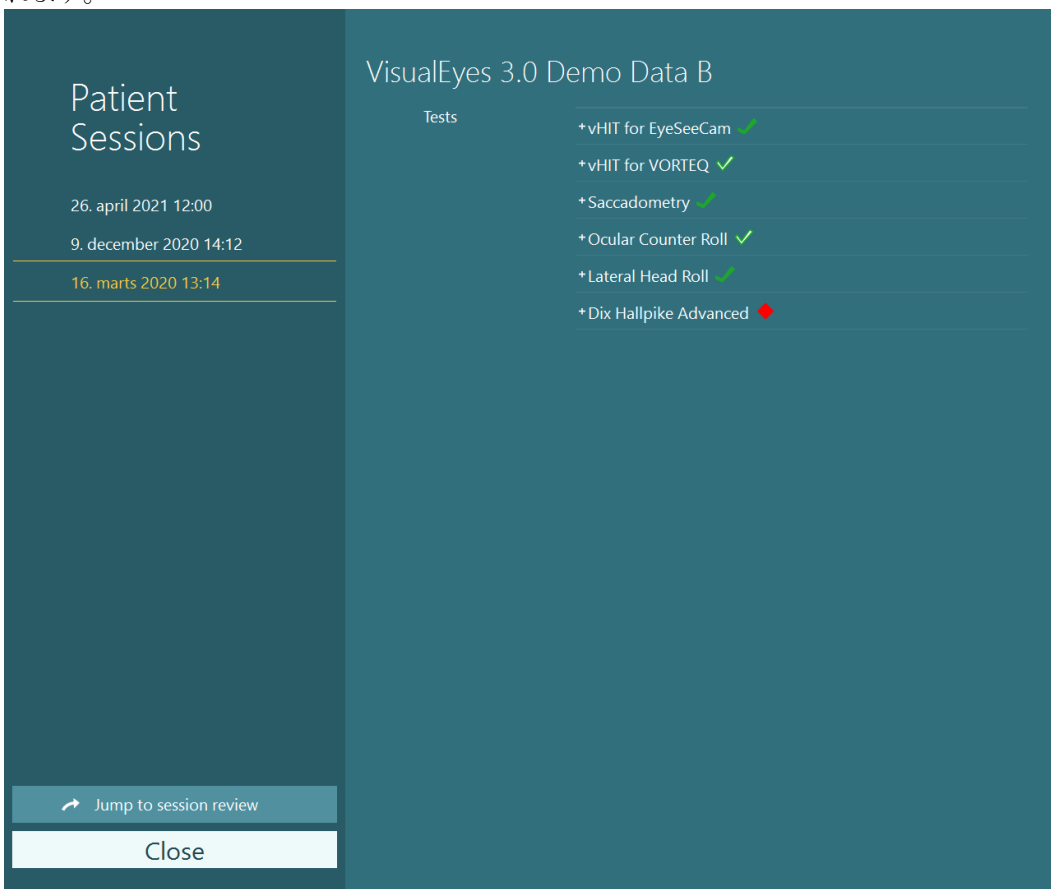 Patient
Sessions
26. april 2021 12:00
9. december 2020 14:12
16. marts 2020 13:14
Jump to session review
Close
VisualEyes 3.0 Demo Data B
Tests
+vHIT for EyeSeeCam
+vHIT for VORTEQ
+Saccadometry
+Ocular Counter Roll
+Lateral Head Roll
+Dix Hallpike Advanced